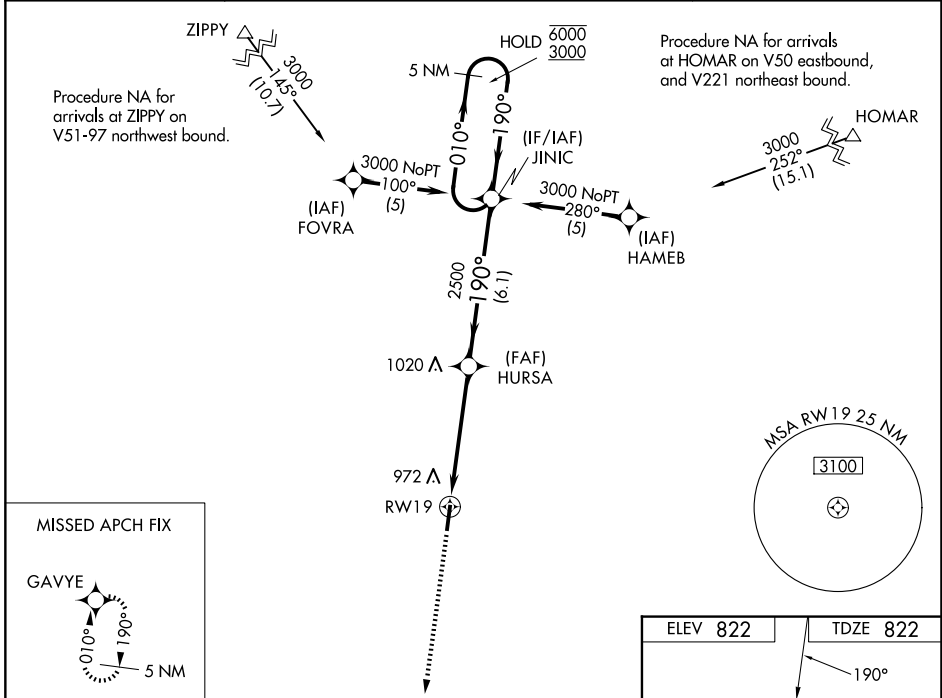 ZIPPY
3000
145°
(10.7)
Procedure NA for
arrivals at ZIPPY on
V51-97 northwest bound.
HOLD 6000
3000
5 NM
010°
190°
Procedure NA for arrivals
at HOMAR on V50 eastbound,
and V221 northeast bound.
HOMAR
3000
252°
(15.1)
(IF/IAF)
JINIC
3000 NoPT
100°
(5)
(IAF)
FOVRA
3000 NoPT
280°
(5)
(IAF)
HAMEB
2500
190°
(6.1)
1020
(FAF)
HURSA
972
RW19
MSA RW19 25 NM
3100
MISSED APCH FIX
GAVYE
010°
190°
5 NM
ELEV 822
TDZE 822
190°